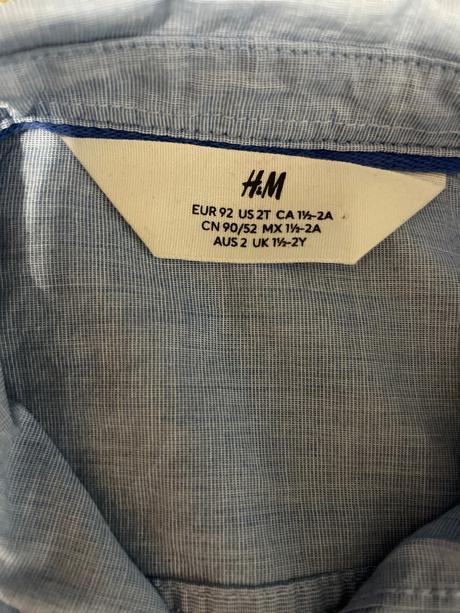 H&M
EUR 92 US 2T CA 1½-2A
CN 90/52 MX 1½-2A
AUS 2 UK 1½-2Y